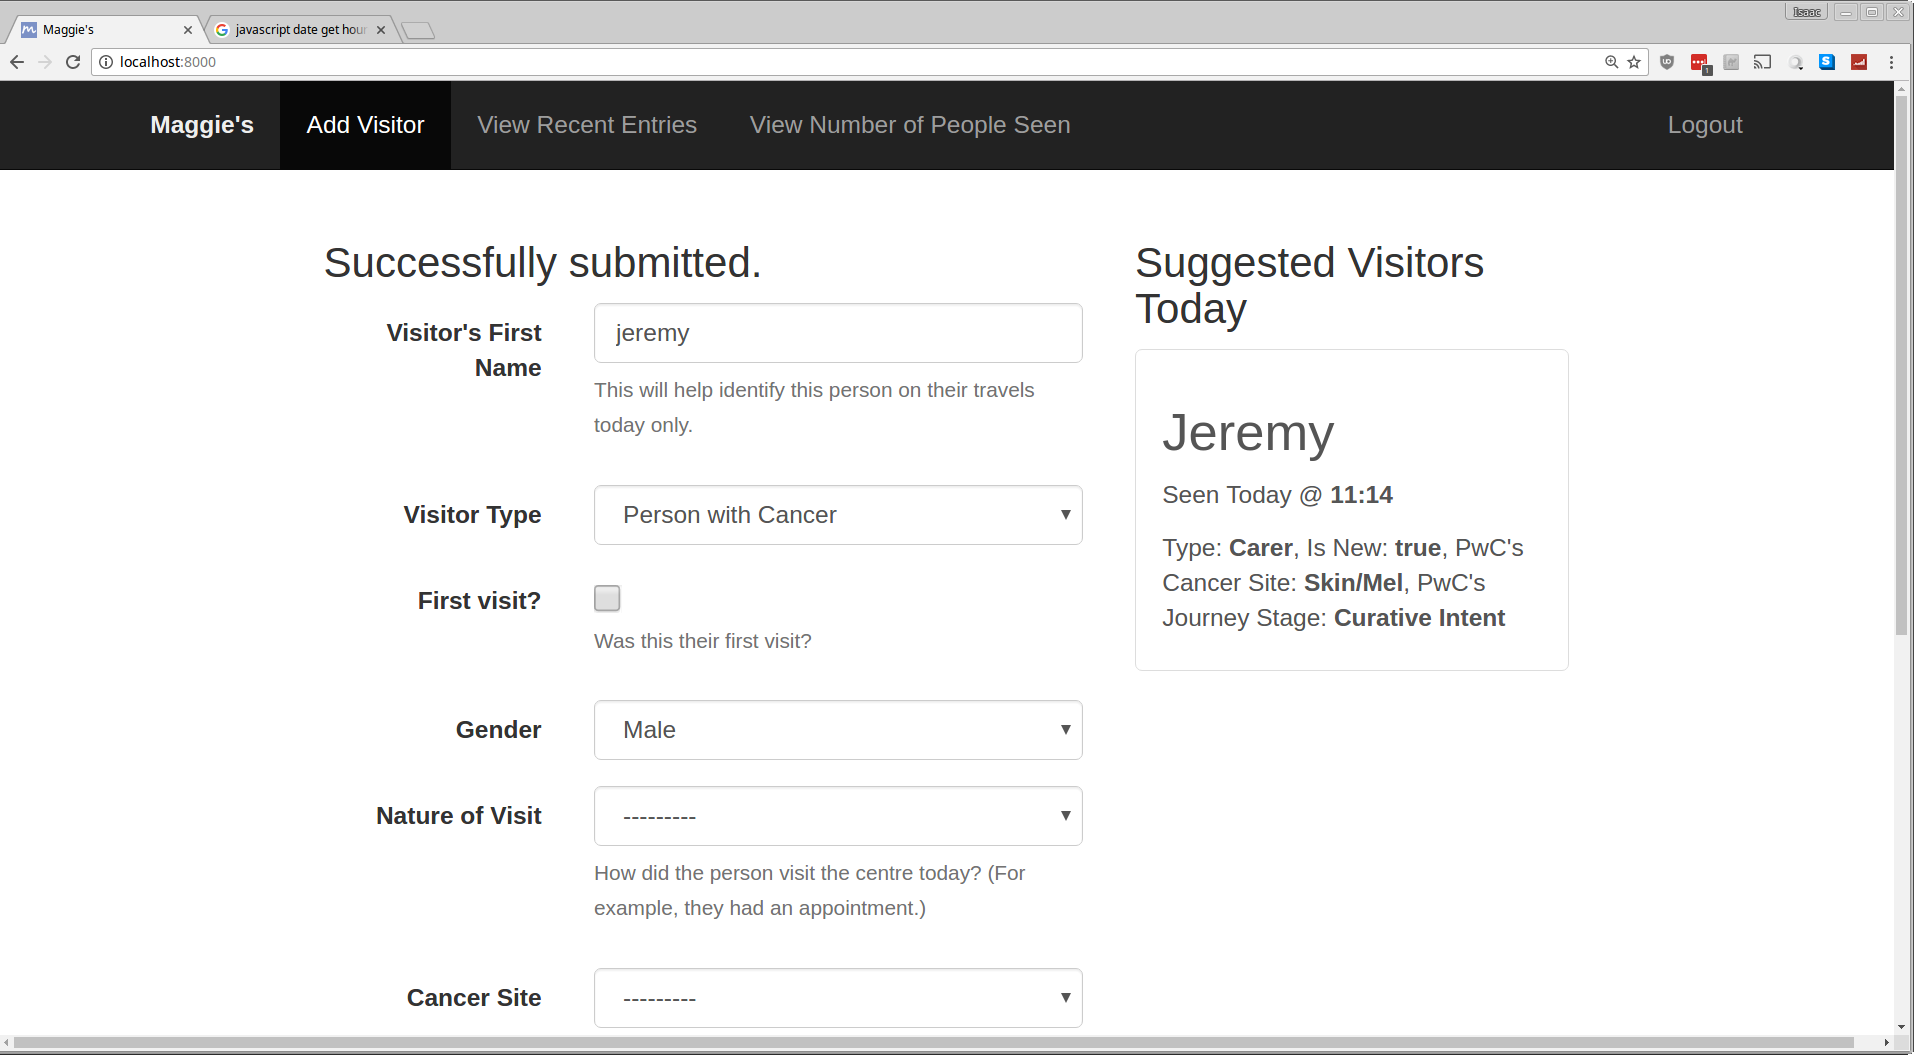 Isaac
Maggie's
javascript date get hour
localhost:8000
Maggie's Add Visitor View Recent Entries View Number of People Seen Logout
Successfully submitted.
Visitor's First
Name
jeremy
This will help identify this person on their travels
today only.
Visitor Type
Person with Cancer
First visit?
Was this their first visit?
Gender
Male
Nature of Visit
---------
How did the person visit the centre today? (For
example, they had an appointment.)
Cancer Site
---------
Suggested Visitors
Today
Jeremy
Seen Today @ 11:14
Type: Carer, Is New: true, PwC's
Cancer Site: Skin/Mel, PwC's
Journey Stage: Curative Intent